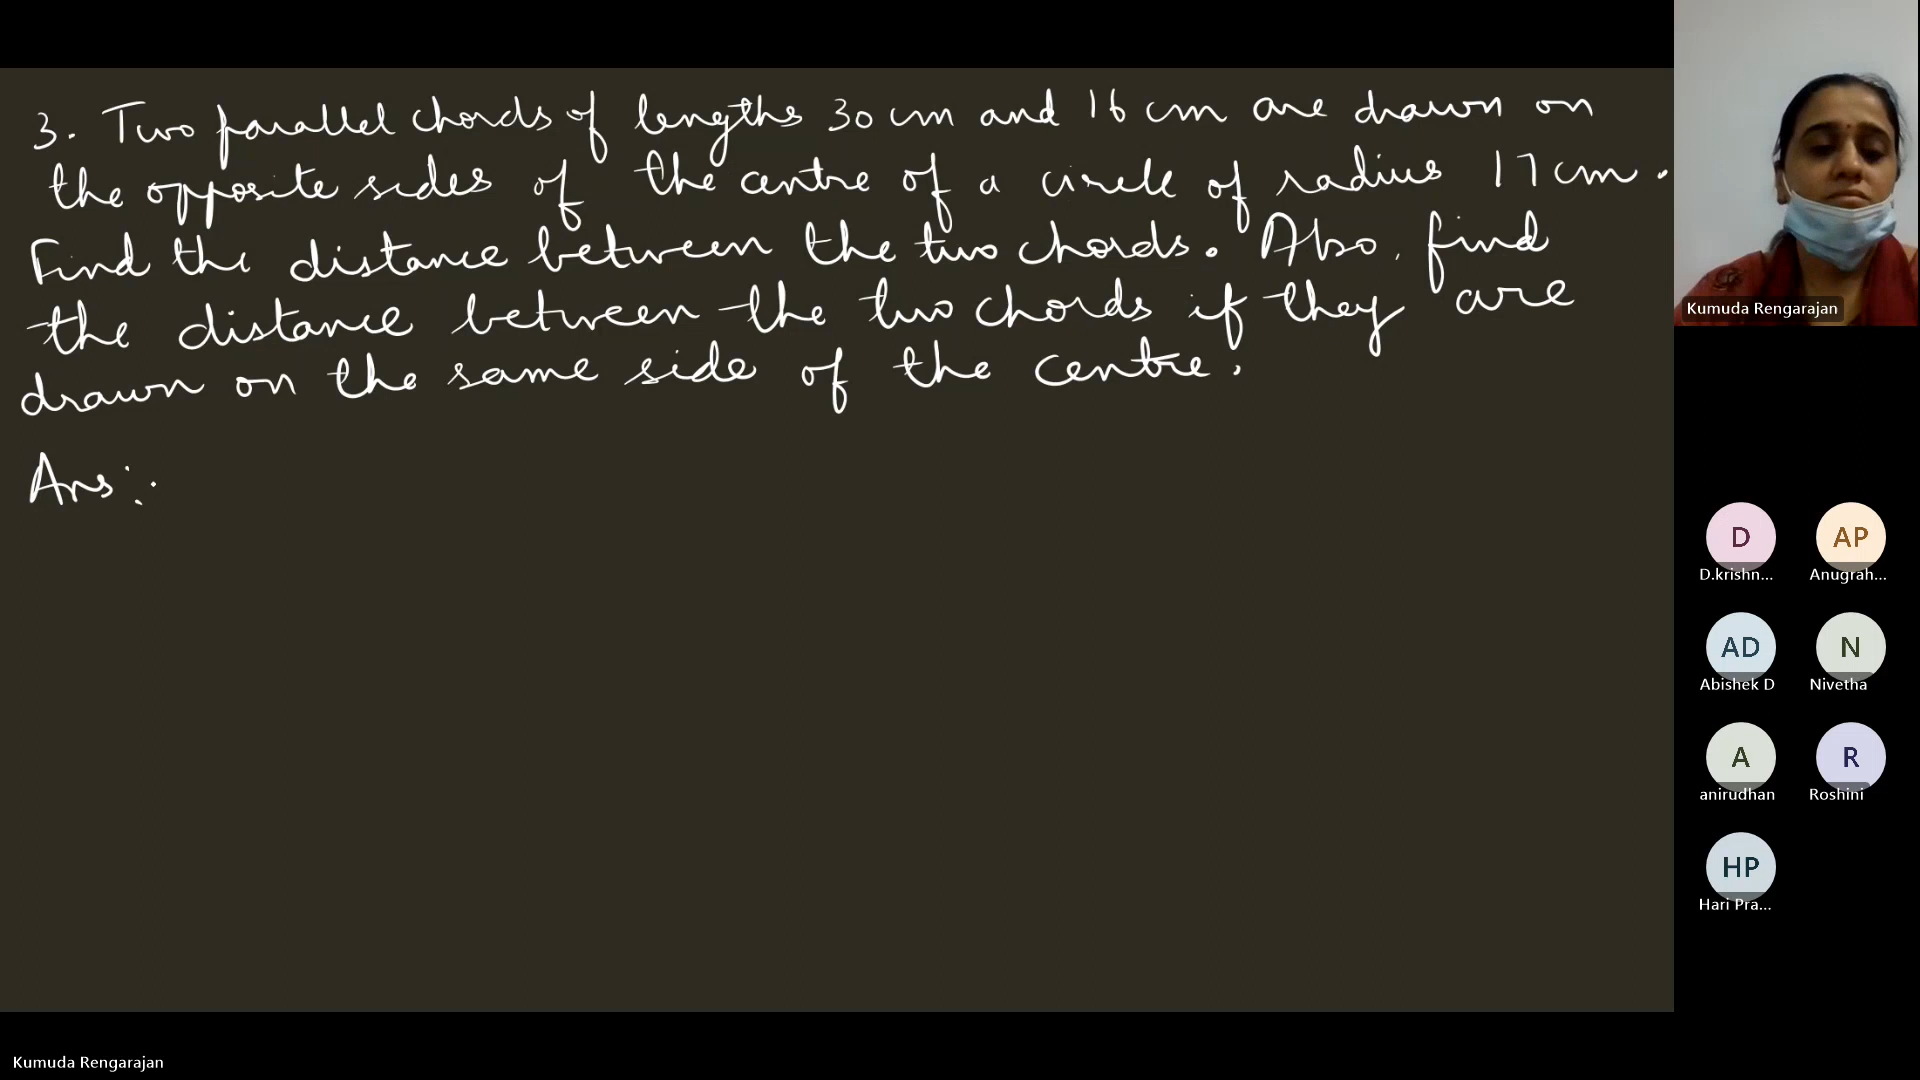 3. Two parallel chords of lengths 30 cm and 16 cm are drawn on
the opposite sides of the centre of a circle of radius 17 cm.
Find the distance between the two chords. Also, find
the distance between the two chords if they are
drawn on the same side of the centre.
Ans:-
Kumuda Rengarajan
D
AP
D.krishn...
Anugrah...
AD
N
Abishek D
Nivetha
A
R
anirudhan
Roshini
HP
Hari Pra...
Kumuda Rengarajan